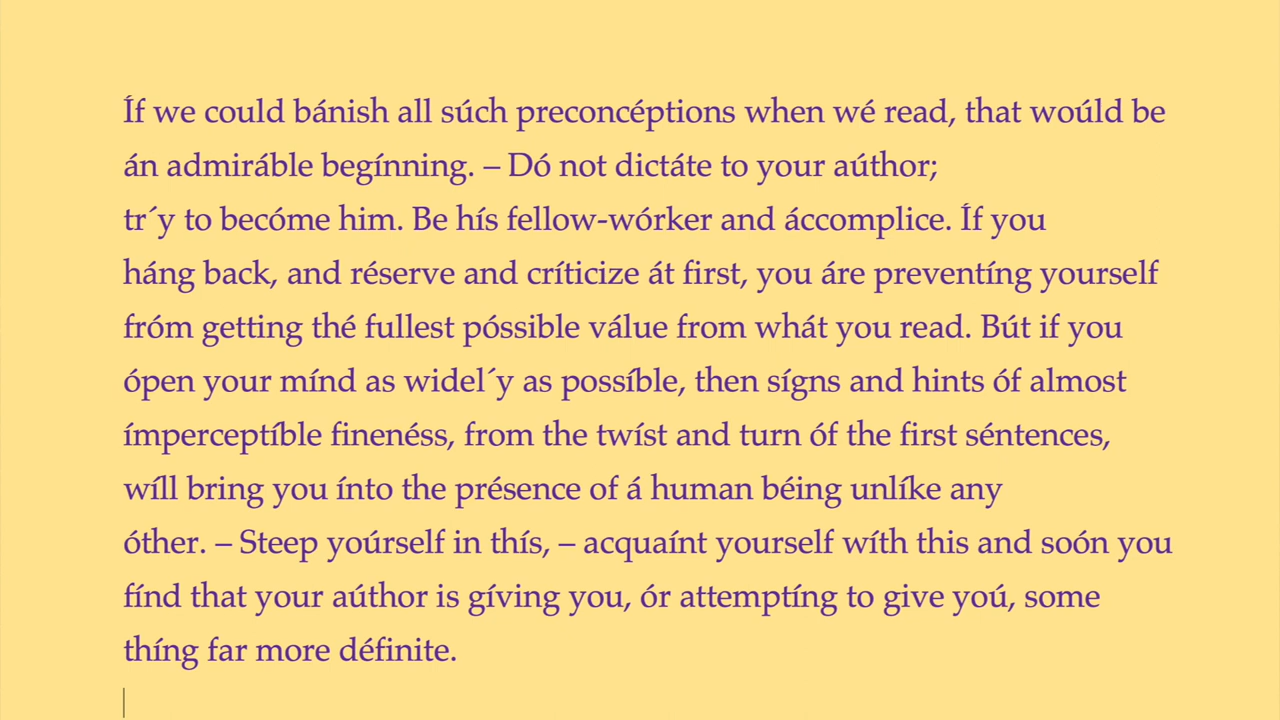 Íf we could bánish all súch preconcéptions when wé read, that woúld be
án admiráble begínning. – Dó not dictáte to your aúthor;
tr´y to becóme him. Be hís fellow-wórker and áccomplice. Íf you
háng back, and réserve and críticize át first, you áre preventíng yourself
fróm getting thé fullest póssible válue from whát you read. Bút if you
ópen your mínd as widel´y as possíble, then sígns and hints óf almost
ímperceptíble finenéss, from the twíst and turn óf the first séntences,
wíll bring you ínto the présence of á human béing unlíke any
óther. – Steep yoúrself in thís, – acquaínt yourself wíth this and soón you
fínd that your aúthor is gíving you, ór attemptíng to give yoú, some
thíng far more définite.